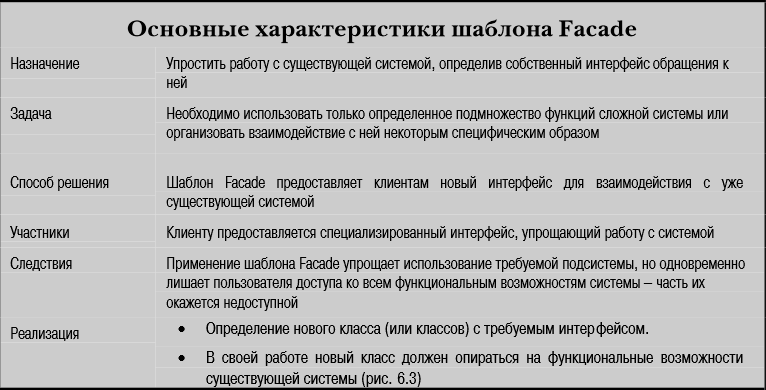 Основные характеристики шаблона Facade
Назначение
Упростить работу с существующей системой, определив собственный интерфейс обращения к
ней
Задача
Необходимо использовать только определенное подмножество функций сложной системы или
организовать взаимодействие с ней некоторым специфическим образом
Способ решения
Шаблон Facade предоставляет клиентам новый интерфейс для взаимодействия с уже
существующей системой
Участники
Клиенту предоставляется специализированный интерфейс, упрощающий работу с системой
Следствия
Применение шаблона Facade упрощает использование требуемой подсистемы, но одновременно
лишает пользователя доступа ко всем функциональным возможностям системы – часть их
окажется недоступной
Реализация
• Определение нового класса (или классов) с требуемым интерфейсом.
• В своей работе новый класс должен опираться на функциональные возможности
существующей системы (рис. 6.3)